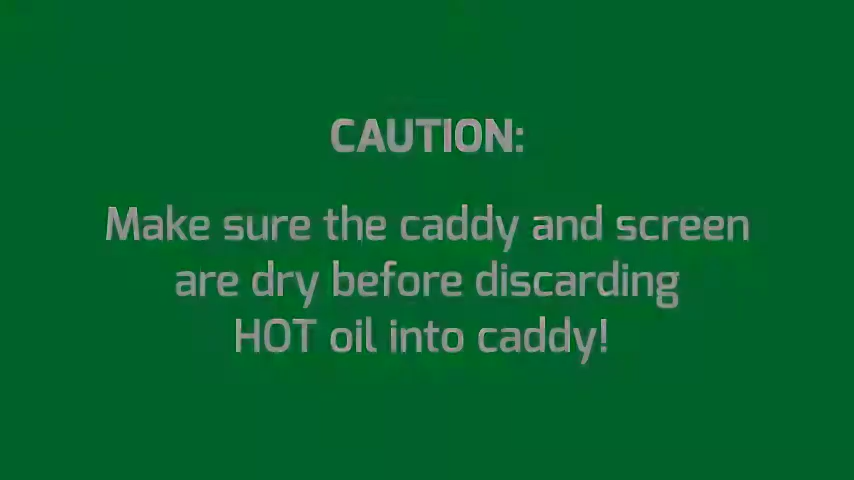 CAUTION:
Make sure the caddy and screen
are dry before discarding
HOT oil into caddy!